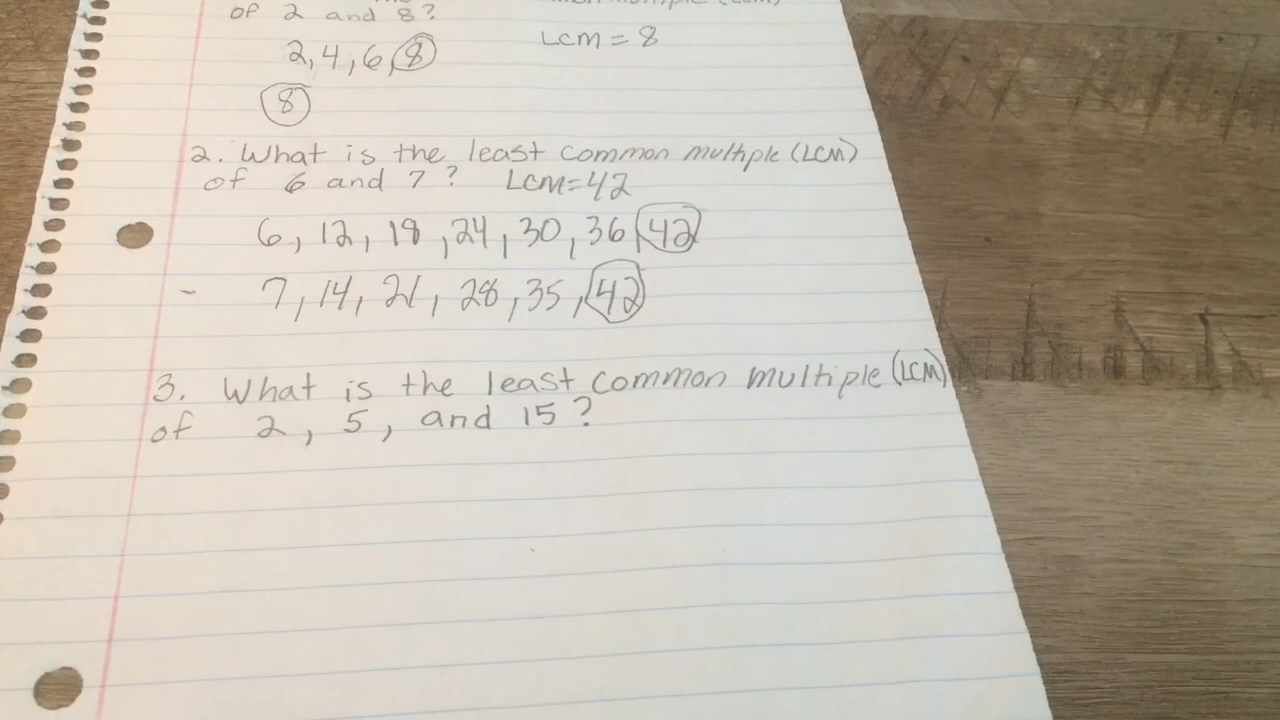 of 2 and 8?
LCM = 8
2, 4, 6, 8
8
2. What is the least common multiple (LCM)
of 6 and 7? LCM=42
6, 12, 18, 24, 30, 36, 42
7, 14, 21, 28, 35, 42
3. What is the least common multiple (LCM)
of 2, 5, and 15?